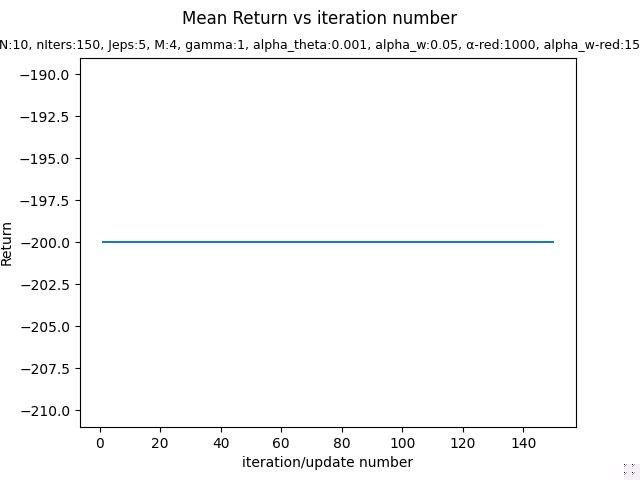 Mean Return vs iteration number
N:10, nIters:150, Jeps:5, M:4, gamma:1, alpha_theta:0.001, alpha_w:0.05, α-red:1000, alpha_w-red:15
−190.0
−192.5
−195.0
−197.5
−200.0
−202.5
−205.0
−207.5
−210.0
Return
0 20 40 60 80 100 120 140
iteration/update number